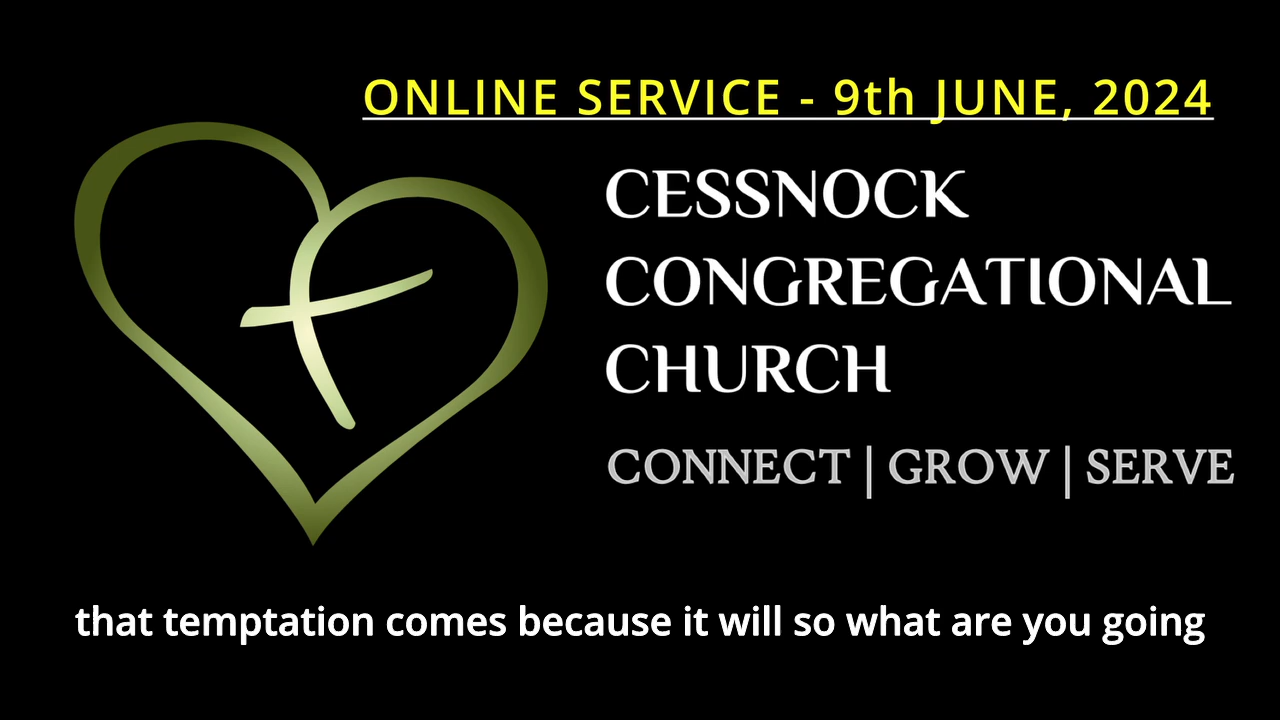 ONLINE SERVICE - 9th JUNE, 2024
CESSNOCK
CONGREGATIONAL
CHURCH
CONNECT | GROW | SERVE
that temptation comes because it will so what are you going